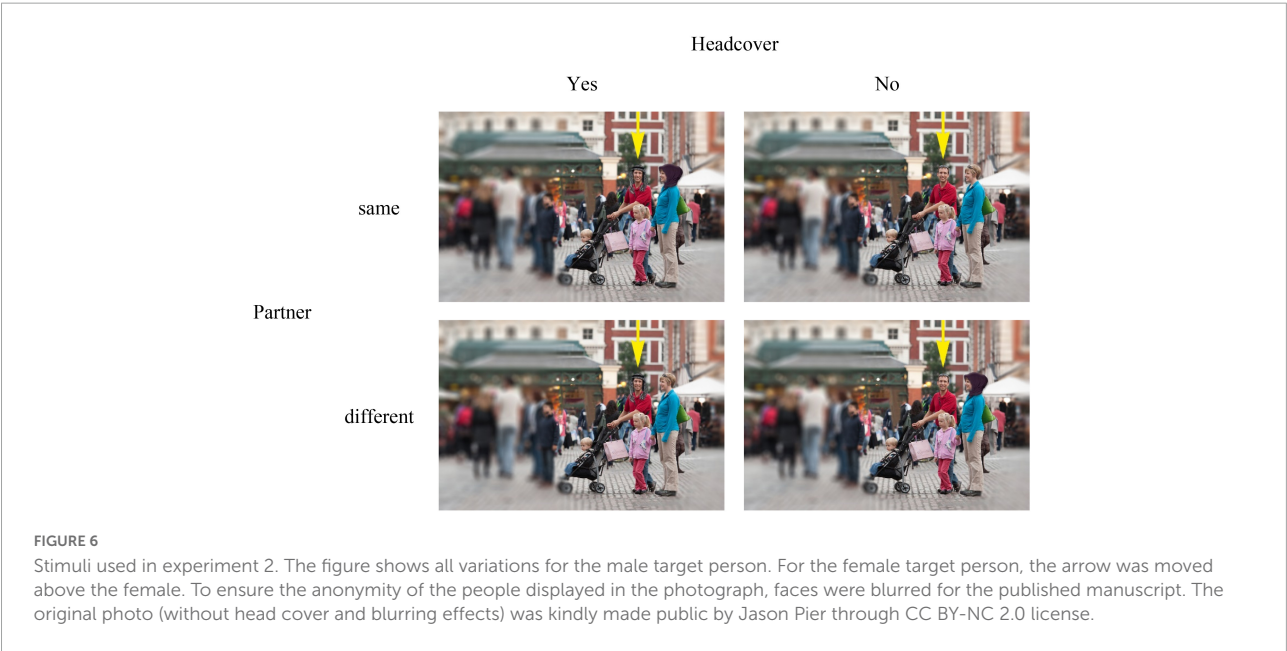 Headcover
Yes No
same
Partner
different
FIGURE 6
Stimuli used in experiment 2. The figure shows all variations for the male target person. For the female target person, the arrow was moved
above the female. To ensure the anonymity of the people displayed in the photograph, faces were blurred for the published manuscript. The
original photo (without head cover and blurring effects) was kindly made public by Jason Pier through CC BY-NC 2.0 license.